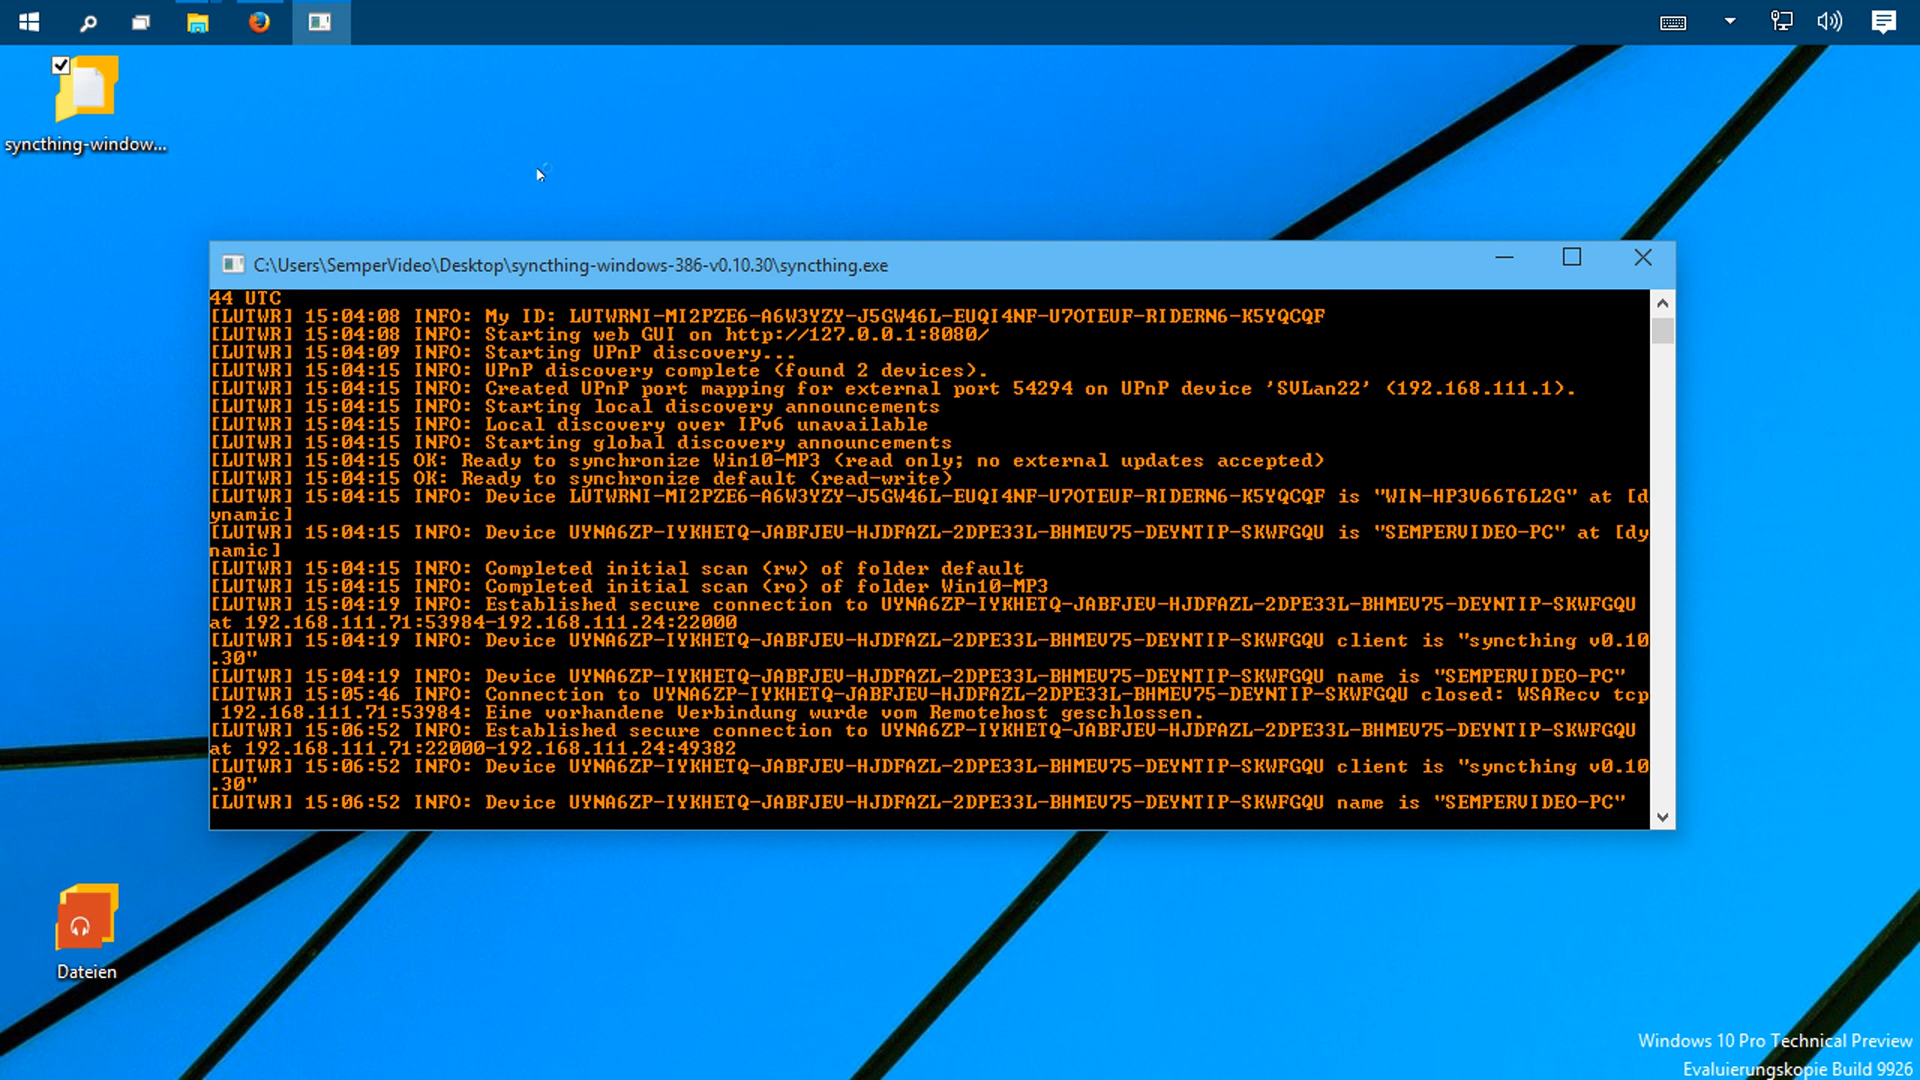 syncthing-window...
C:\Users\SemperVideo\Desktop\syncthing-windows-386-v0.10.30\syncthing.exe
44 UTC
[LUTWR] 15:04:08 INFO: My ID: LUTWRNI-MI2PZE6-A6W3YZY-J5GW46L-EUQI4NF-U7OTEUF-RIDERN6-K5YQCQF
[LUTWR] 15:04:08 INFO: Starting web GUI on http://127.0.0.1:8080/
[LUTWR] 15:04:09 INFO: Starting UPnP discovery...
[LUTWR] 15:04:15 INFO: UPnP discovery complete (found 2 devices).
[LUTWR] 15:04:15 INFO: Created UPnP port mapping for external port 54294 on UPnP device 'SVLan22' (192.168.111.1).
[LUTWR] 15:04:15 INFO: Starting local discovery announcements
[LUTWR] 15:04:15 INFO: Local discovery over IPv6 unavailable
[LUTWR] 15:04:15 INFO: Starting global discovery announcements
[LUTWR] 15:04:15 OK: Ready to synchronize Win10-MP3 (read only; no external updates accepted)
[LUTWR] 15:04:15 OK: Ready to synchronize default (read-write)
[LUTWR] 15:04:15 INFO: Device LUTWRNI-MI2PZE6-A6W3YZY-J5GW46L-EUQI4NF-U7OTEUF-RIDERN6-K5YQCQF is "WIN-HP3V66T6L2G" at [d
ynamic]
[LUTWR] 15:04:15 INFO: Device UYNA6ZP-IYKHETQ-JABFJEV-HJDFAZL-2DPE33L-BHMEV75-DEYNTIP-SKWFGQU is "SEMPERVIDEO-PC" at [dy
namic]
[LUTWR] 15:04:15 INFO: Completed initial scan (rw) of folder default
[LUTWR] 15:04:15 INFO: Completed initial scan (ro) of folder Win10-MP3
[LUTWR] 15:04:19 INFO: Established secure connection to UYNA6ZP-IYKHETQ-JABFJEV-HJDFAZL-2DPE33L-BHMEV75-DEYNTIP-SKWFGQU
at 192.168.111.71:53984-192.168.111.24:22000
[LUTWR] 15:04:19 INFO: Device UYNA6ZP-IYKHETQ-JABFJEV-HJDFAZL-2DPE33L-BHMEV75-DEYNTIP-SKWFGQU client is "syncthing v0.10
.30"
[LUTWR] 15:04:19 INFO: Device UYNA6ZP-IYKHETQ-JABFJEV-HJDFAZL-2DPE33L-BHMEV75-DEYNTIP-SKWFGQU name is "SEMPERVIDEO-PC"
[LUTWR] 15:05:46 INFO: Connection to UYNA6ZP-IYKHETQ-JABFJEV-HJDFAZL-2DPE33L-BHMEV75-DEYNTIP-SKWFGQU closed: WSARecv tcp
192.168.111.71:53984: Eine vorhandene Verbindung wurde vom Remotehost geschlossen.
[LUTWR] 15:06:52 INFO: Established secure connection to UYNA6ZP-IYKHETQ-JABFJEV-HJDFAZL-2DPE33L-BHMEV75-DEYNTIP-SKWFGQU
at 192.168.111.71:22000-192.168.111.24:49382
[LUTWR] 15:06:52 INFO: Device UYNA6ZP-IYKHETQ-JABFJEV-HJDFAZL-2DPE33L-BHMEV75-DEYNTIP-SKWFGQU client is "syncthing v0.10
.30"
[LUTWR] 15:06:52 INFO: Device UYNA6ZP-IYKHETQ-JABFJEV-HJDFAZL-2DPE33L-BHMEV75-DEYNTIP-SKWFGQU name is "SEMPERVIDEO-PC"
Dateien
Windows 10 Pro Technical Preview
Evaluierungskopie Build 9926